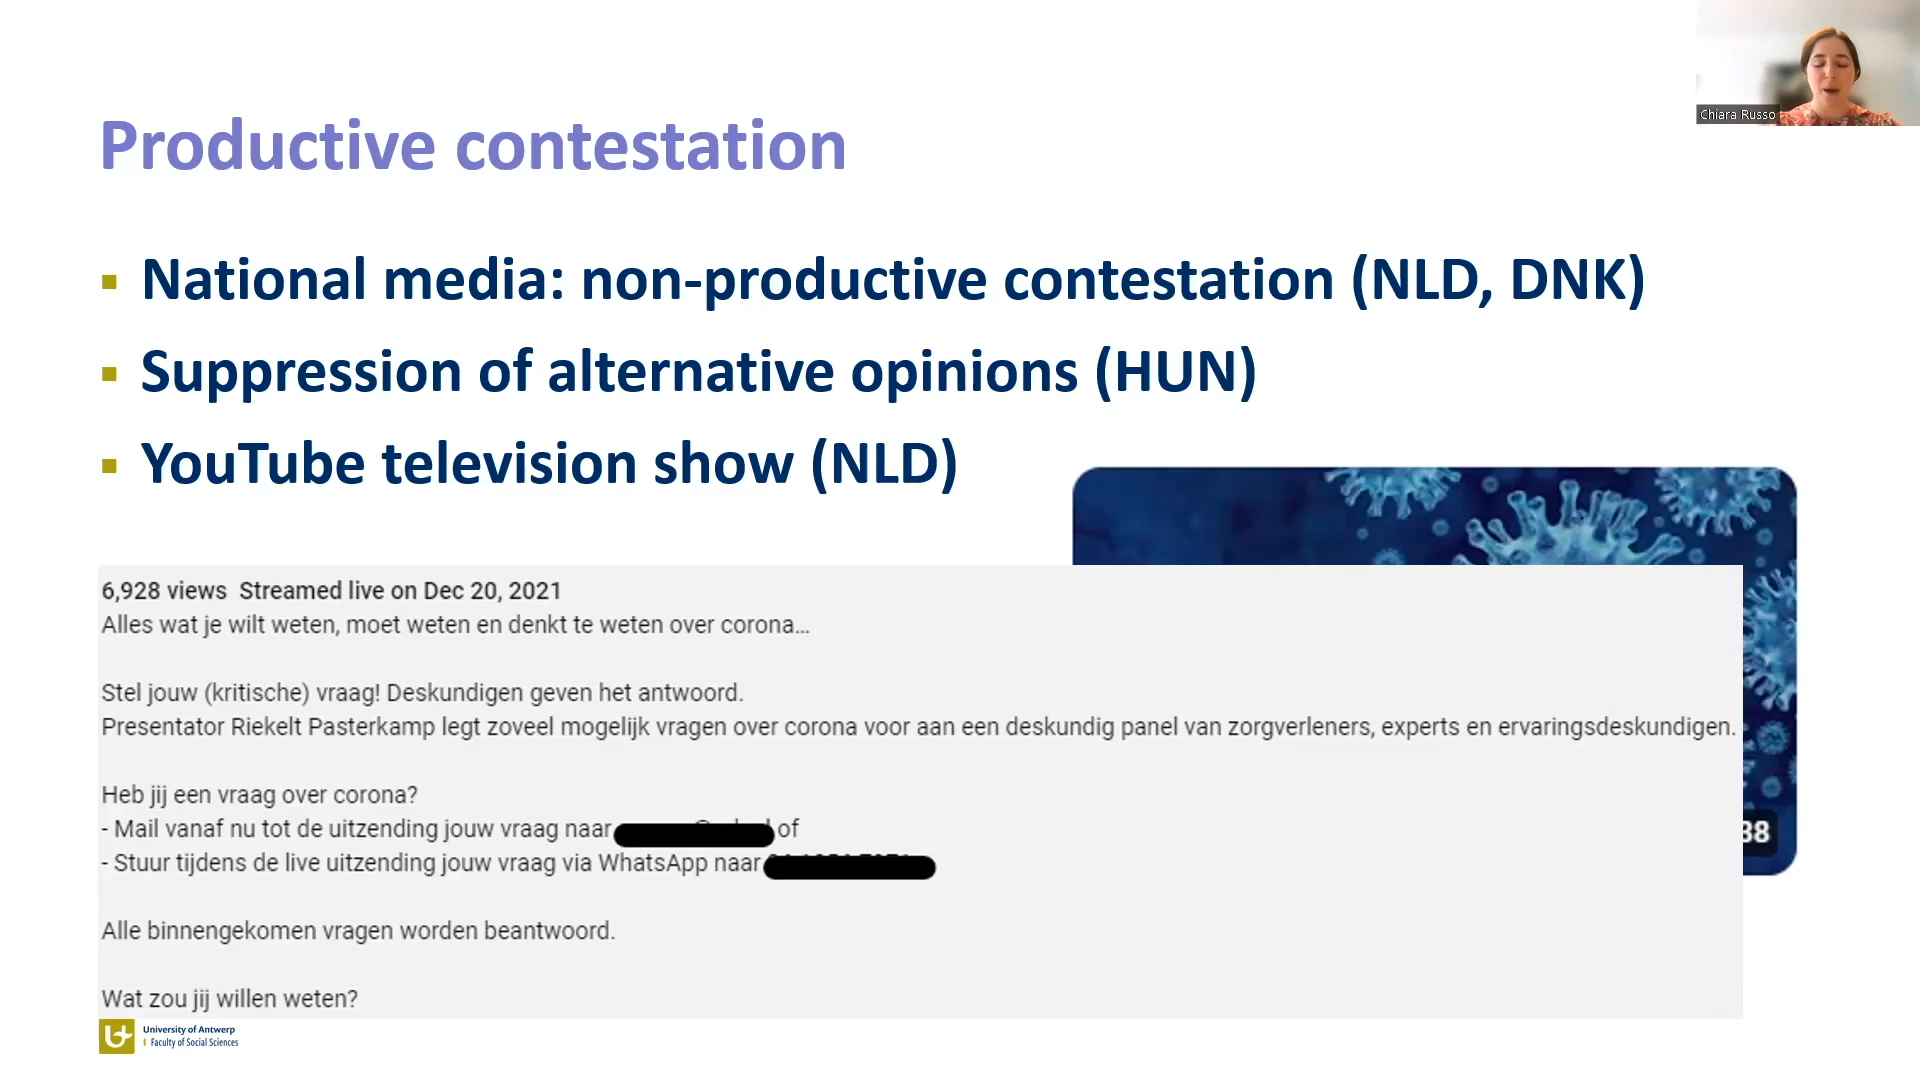 Chiara Russo
Productive contestation
National media: non-productive contestation (NLD, DNK)
Suppression of alternative opinions (HUN)
YouTube television show (NLD)
6,928 views Streamed live on Dec 20, 2021
Alles wat je wilt weten, moet weten en denkt te weten over corona...
Stel jouw (kritische) vraag! Deskundigen geven het antwoord.
Presentator Riekelt Pasterkamp legt zoveel mogelijk vragen over corona voor aan een deskundig panel van zorgverleners, experts en ervaringsdeskundigen.
Heb jij een vraag over corona?
- Mail vanaf nu tot de uitzending jouw vraag naar of
- Stuur tijdens de live uitzending jouw vraag via WhatsApp naar
38
Alle binnengekomen vragen worden beantwoord.
Wat zou jij willen weten?
University of Antwerp
Faculty of Social Sciences